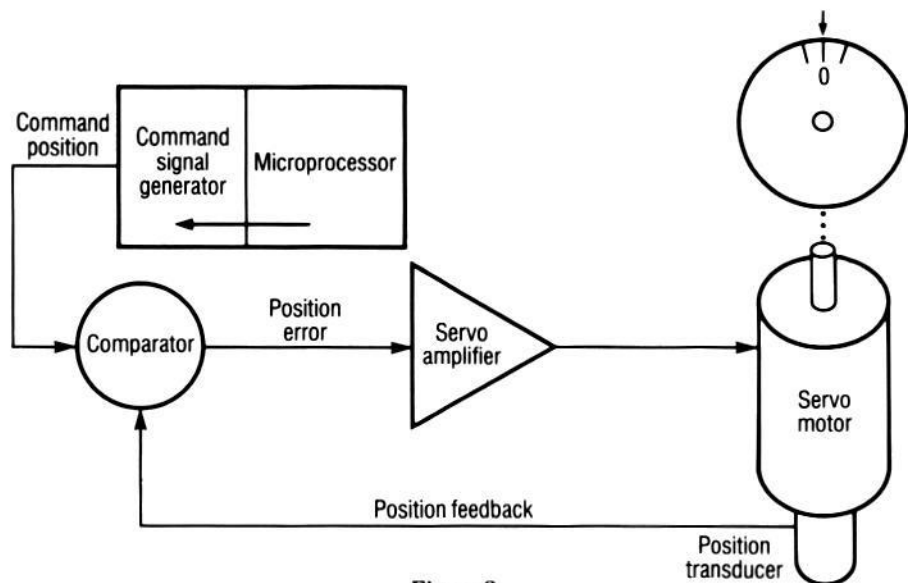 0
Command
position
Command
signal
generator
Microprocessor
Comparator
Position
error
Servo
amplifier
Servo
motor
Position feedback
Position
transducer